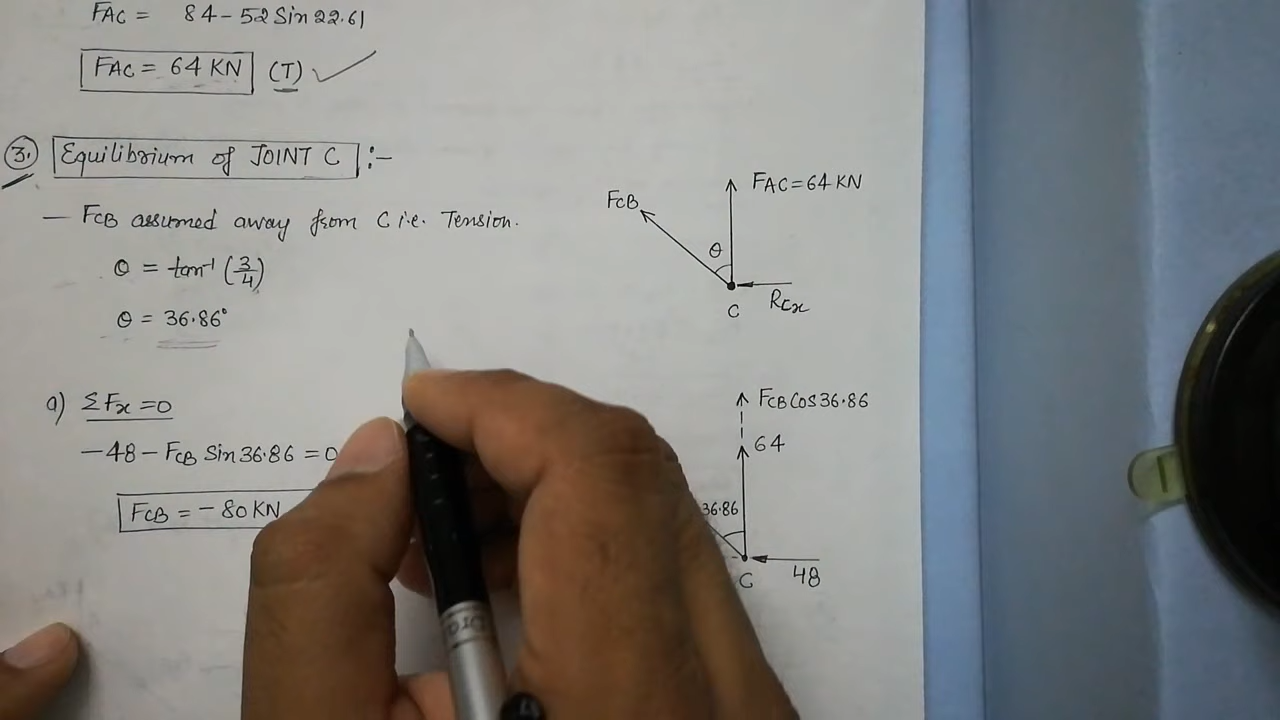 FAC = 84 - 52 Sin 22.61
FAC = 64 KN (T)
3. Equilibrium of JOINT C :-
- FCB assumed away from C i.e. Tension.
θ = tan⁻¹ (3/4)
θ = 36.86°
a) ΣFx = 0
-48 - FCB Sin 36.86 = 0
FCB = - 80 KN
FCB
FAC = 64 KN
θ
C
RCx
FCB Cos 36.86
64
36.86
C
48